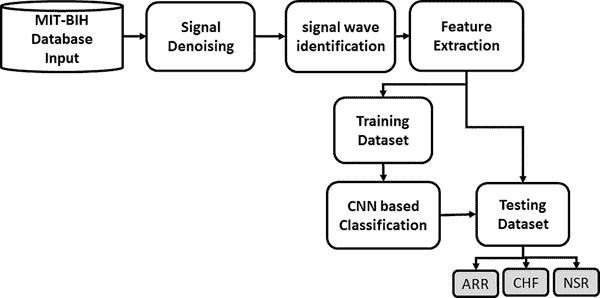 MIT-BIH
Database
Input
Signal
Denoising
signal wave
identification
Feature
Extraction
Training
Dataset
CNN based
Classification
Testing
Dataset
ARR
CHF
NSR